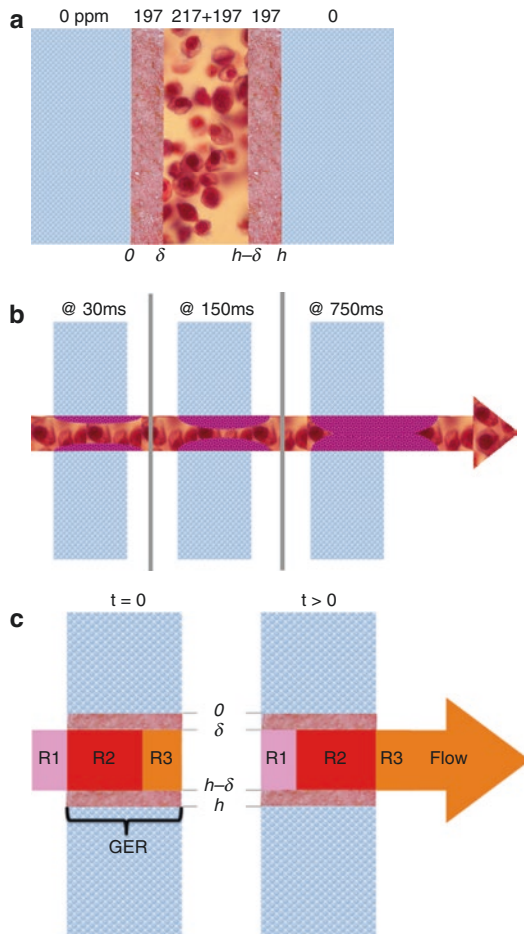 a
0 ppm 197 217+197 197 0
0 δ h–δ h
b
@ 30ms @ 150ms @ 750ms
c
t = 0 t > 0
0
δ
R1 R2 R3 R1 R2 R3 Flow
h–δ
h
GER